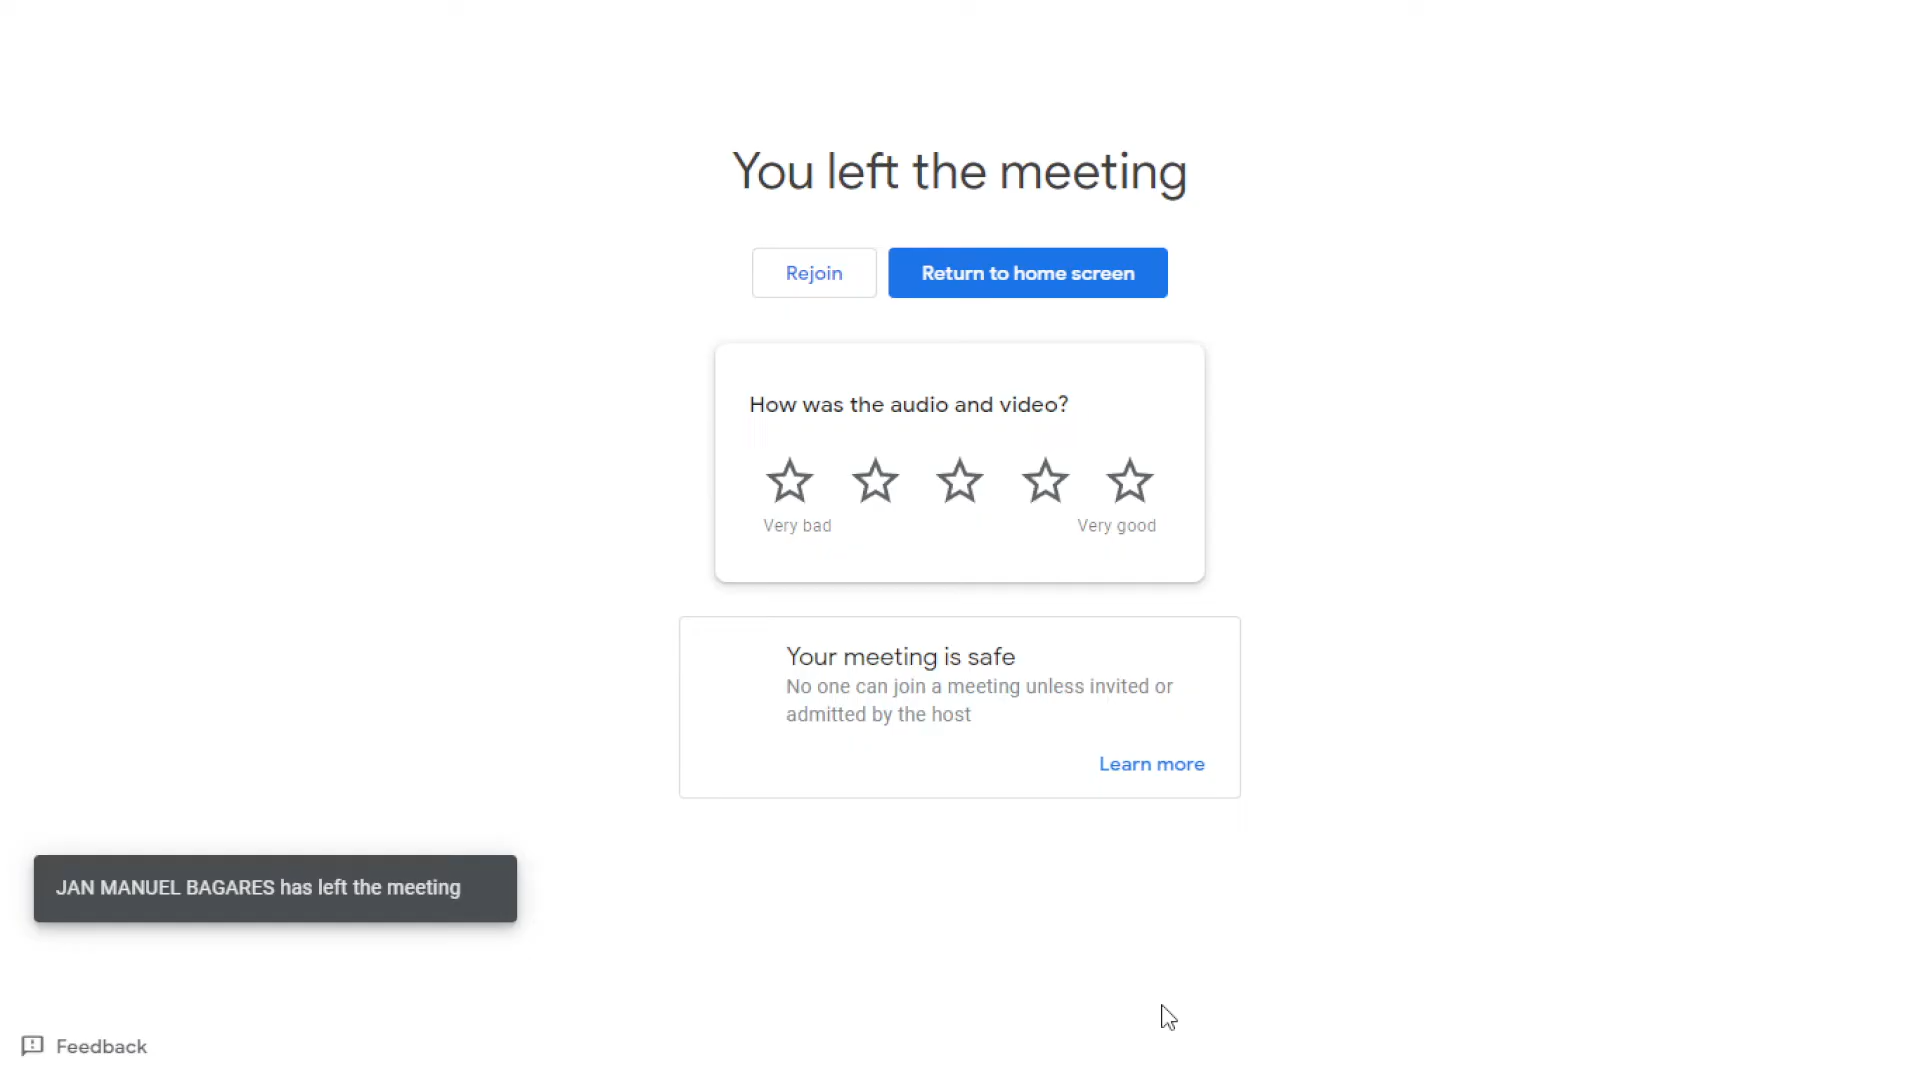 You left the meeting
Rejoin
Return to home screen
How was the audio and video?
Very bad
Very good
Your meeting is safe
No one can join a meeting unless invited or
admitted by the host
Learn more
JAN MANUEL BAGARES has left the meeting
Feedback